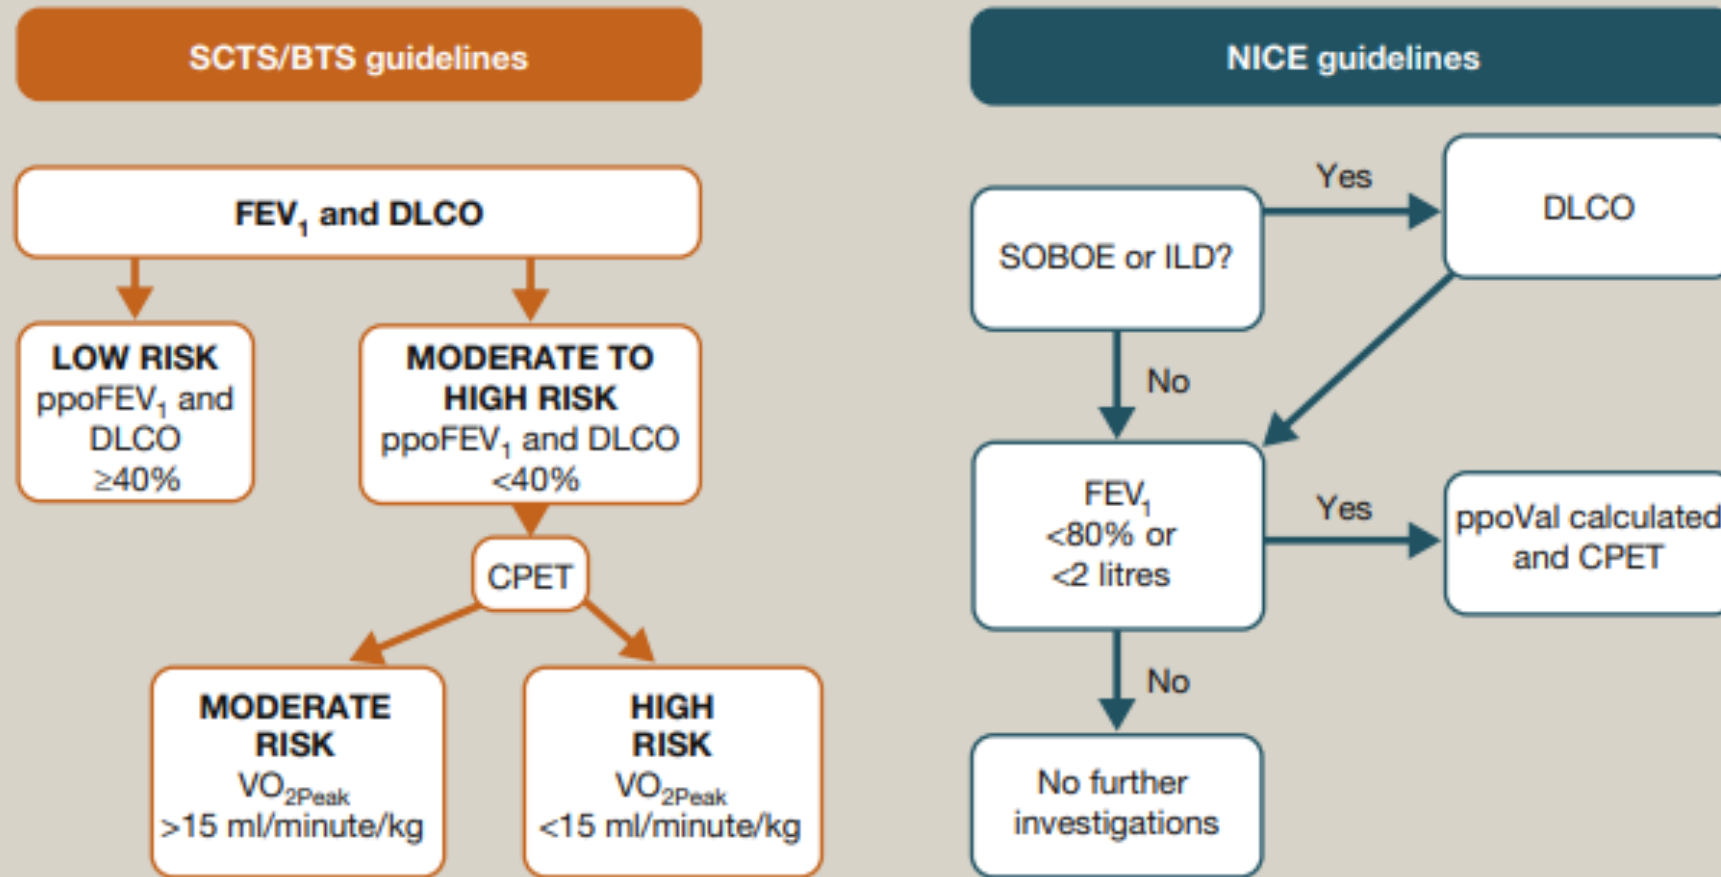 SCTS/BTS guidelines
FEV₁ and DLCO
LOW RISK
ppoFEV₁ and
DLCO
≥40%
MODERATE TO
HIGH RISK
ppoFEV₁ and DLCO
<40%
CPET
MODERATE
RISK
VO₂Peak
>15 ml/minute/kg
HIGH
RISK
VO₂Peak
<15 ml/minute/kg
NICE guidelines
SOBOE or ILD?
Yes
DLCO
No
FEV₁
<80% or
<2 litres
Yes
ppoVal calculated
and CPET
No
No further
investigations